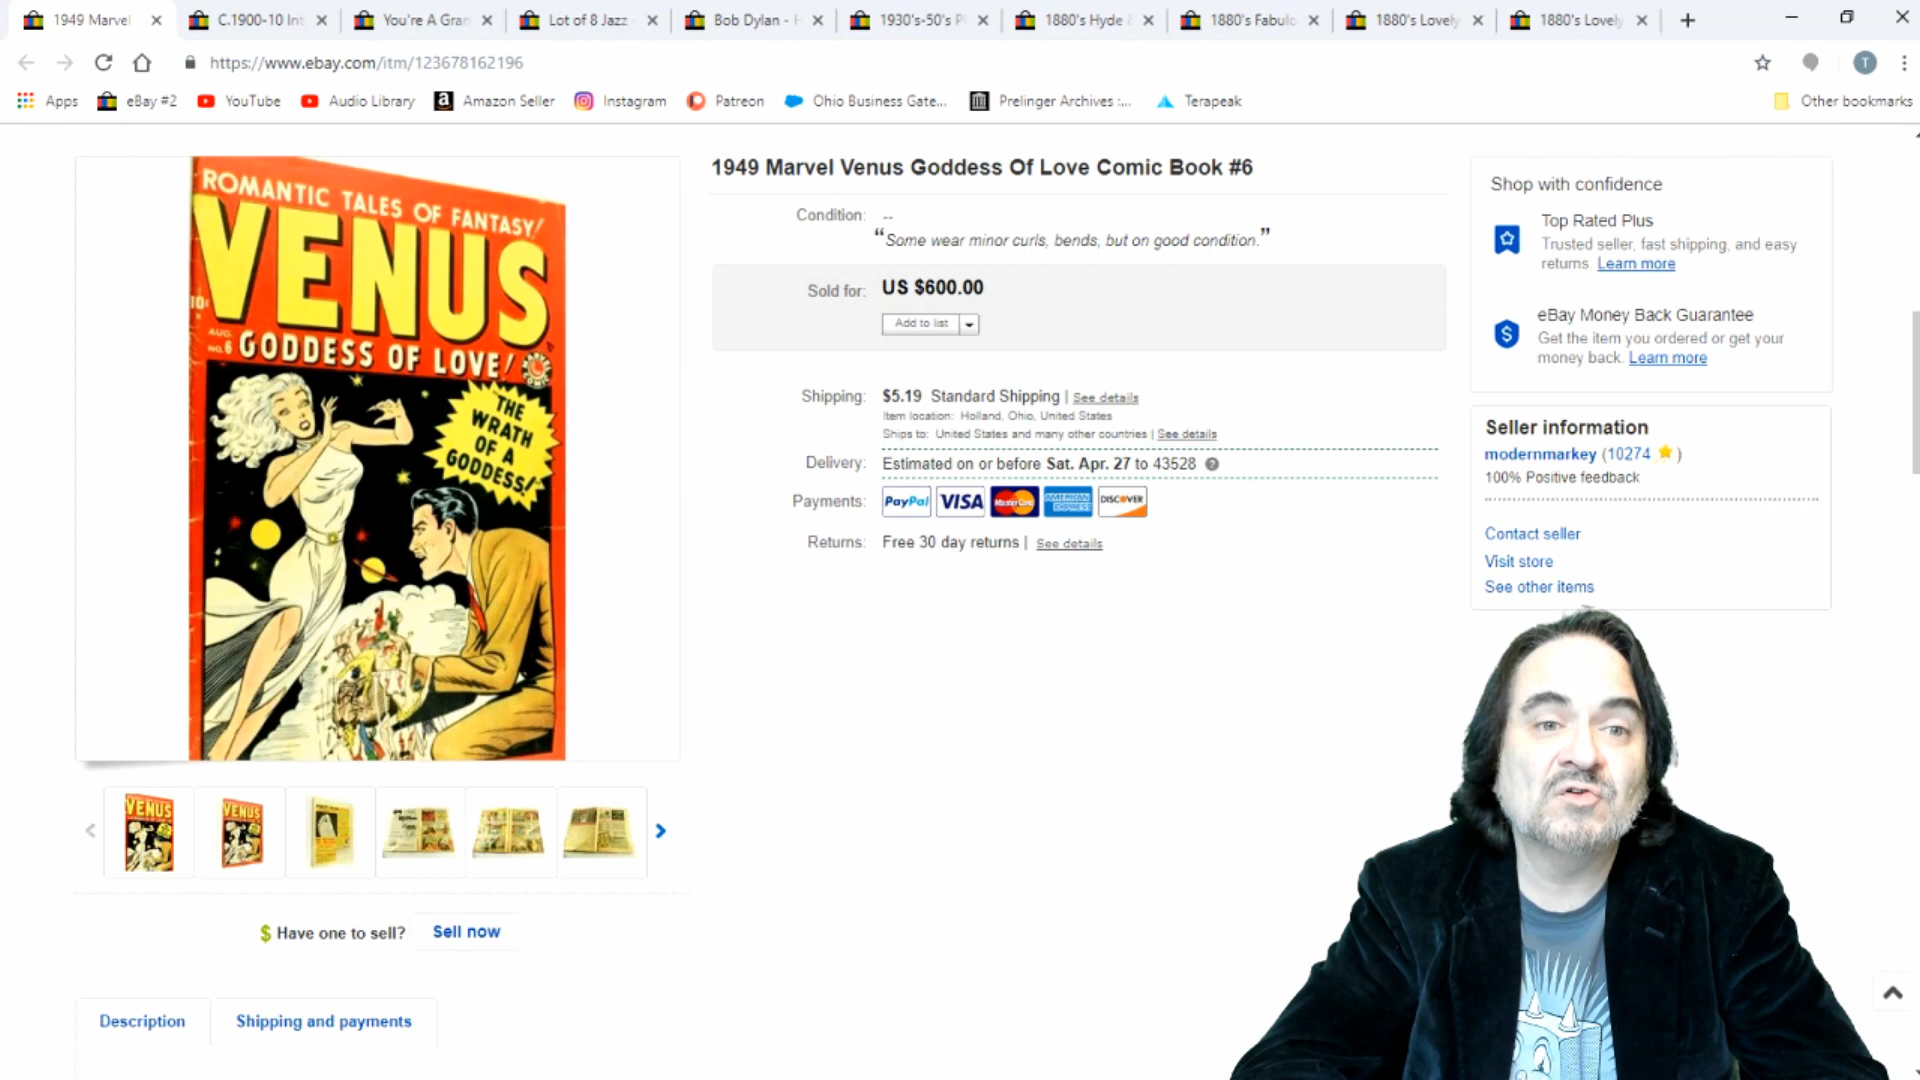 1949 Marvel
C.1900-10 Int
You're A Gran
Lot of 8 Jazz -
Bob Dylan - H
1930's-50's P
1880's Hyde &
1880's Fabulo
1880's Lovely
1880's Lovely
https://www.ebay.com/itm/123678162196
T
Apps
eBay #2
YouTube
Audio Library
Amazon Seller
Instagram
Patreon
Ohio Business Gate...
Prelinger Archives :...
Terapeak
Other bookmarks
ROMANTIC TALES OF FANTASY!
VENUS
10¢
AUG.
NO. 6
GODDESS OF LOVE!
MARVEL
COMIC
THE
WRATH
OF A
GODDESS!
VENUS
VENUS
Have one to sell? Sell now
Description
Shipping and payments
1949 Marvel Venus Goddess Of Love Comic Book #6
Condition: --
“Some wear minor curls, bends, but on good condition.”
Sold for: US $600.00
Add to list
Shipping: $5.19 Standard Shipping | See details
Item location: Holland, Ohio, United States
Ships to: United States and many other countries | See details
Delivery: Estimated on or before Sat. Apr. 27 to 43528
Payments: PayPal VISA MasterCard AMERICAN EXPRESS DISCOVER
Returns: Free 30 day returns | See details
Shop with confidence
Top Rated Plus
Trusted seller, fast shipping, and easy
returns. Learn more
eBay Money Back Guarantee
Get the item you ordered or get your
money back. Learn more
Seller information
modernmarkey (10274 )
100% Positive feedback
Contact seller
Visit store
See other items